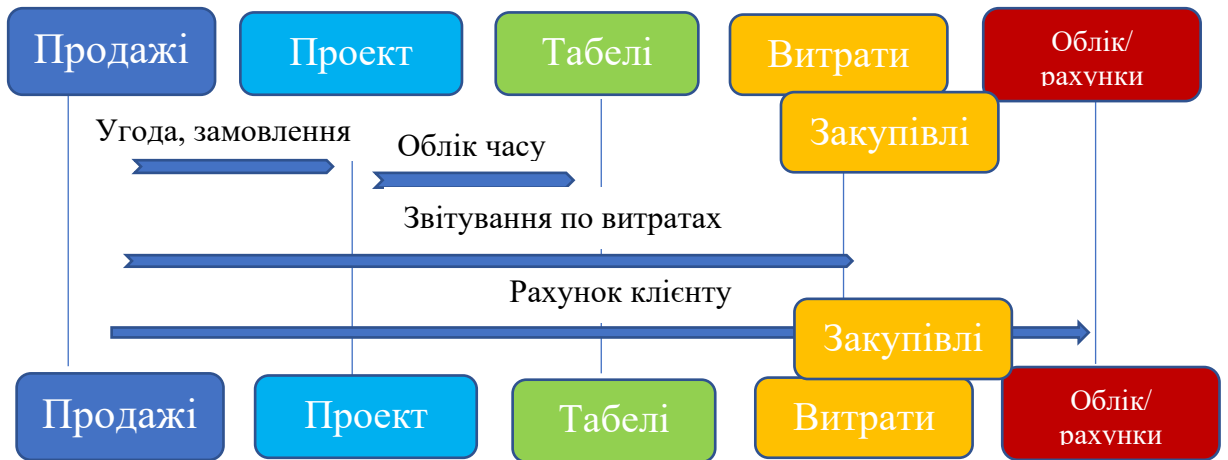 Продажі
Проект
Табелі
Витрати
Облік/
рахунки
Закупівлі
Угода, замовлення
Облік часу
Звітування по витратах
Рахунок клієнту
Закупівлі
Продажі
Проект
Табелі
Витрати
Облік/
рахунки